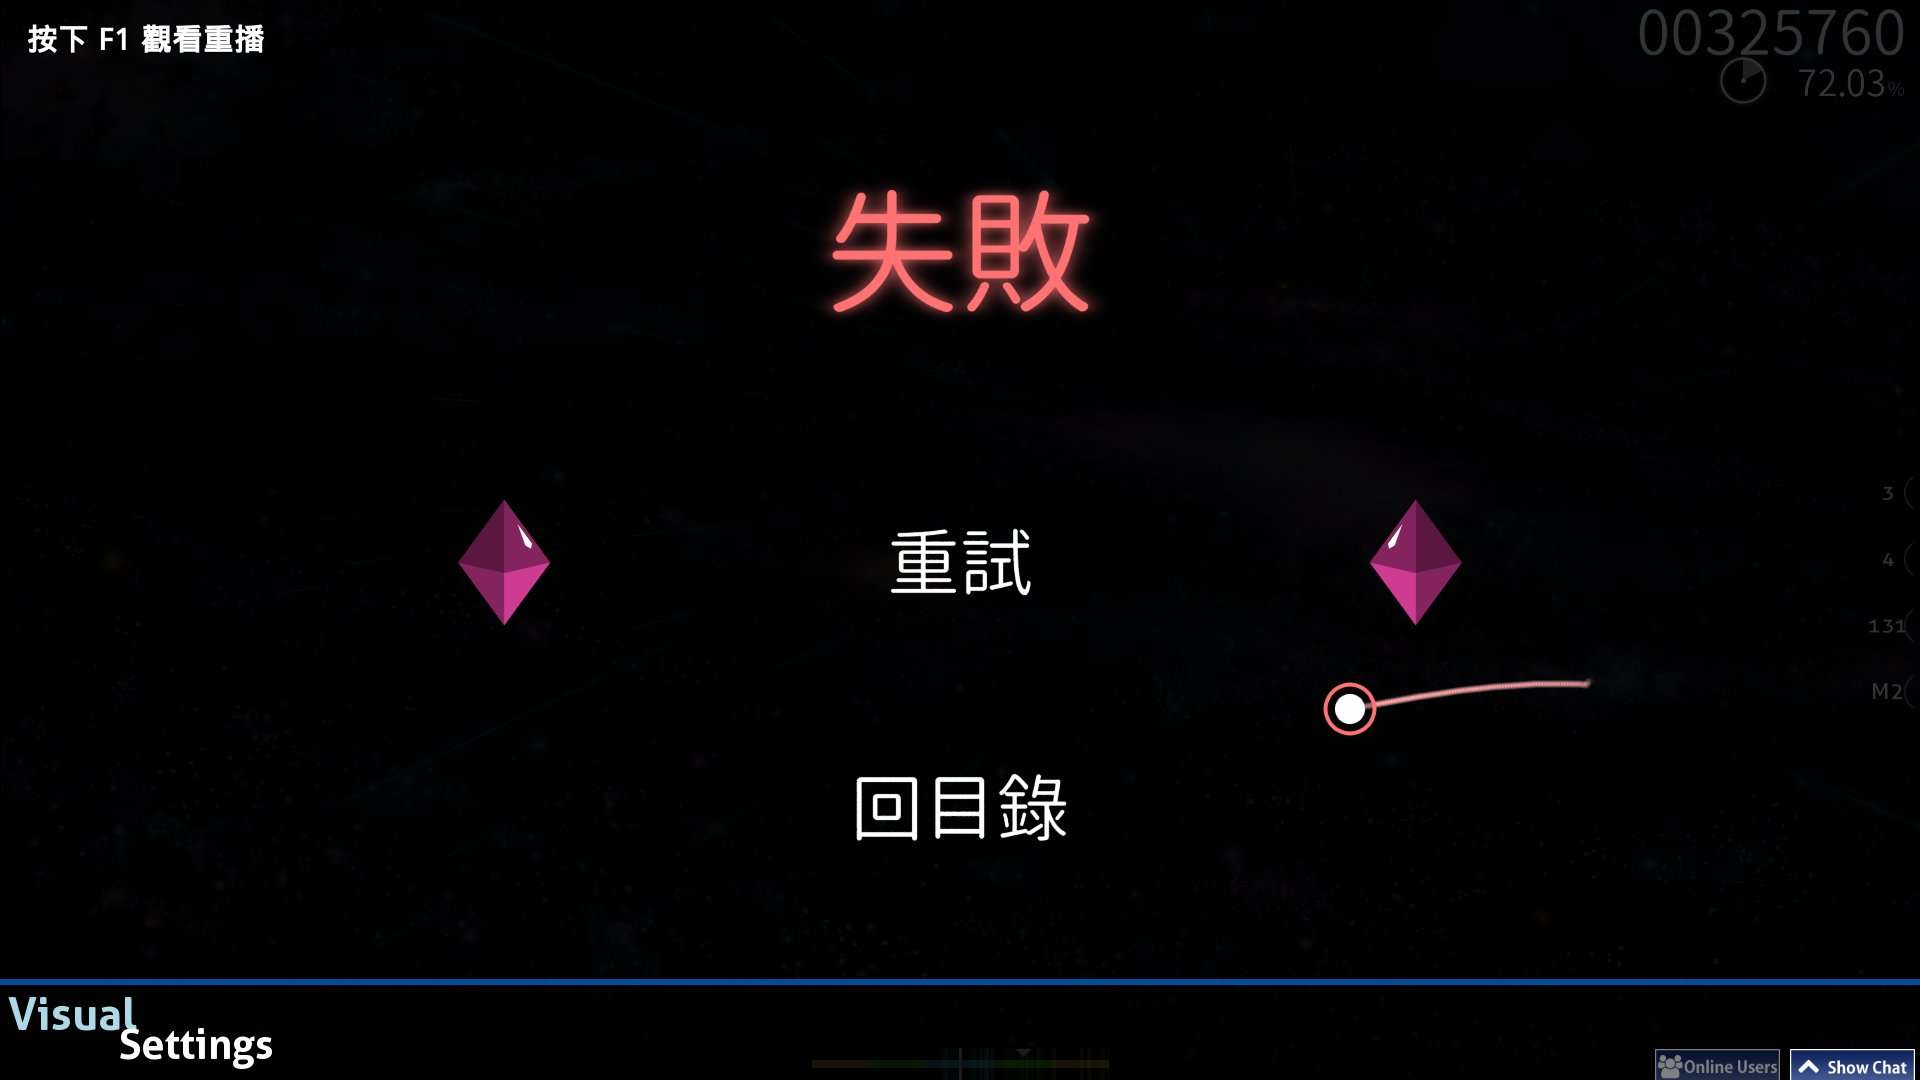 按下 F1 觀看重播
00325760
72.03%
失敗
3
重試
4
131
M2
回目錄
Visual
Settings
Online Users
Show Chat